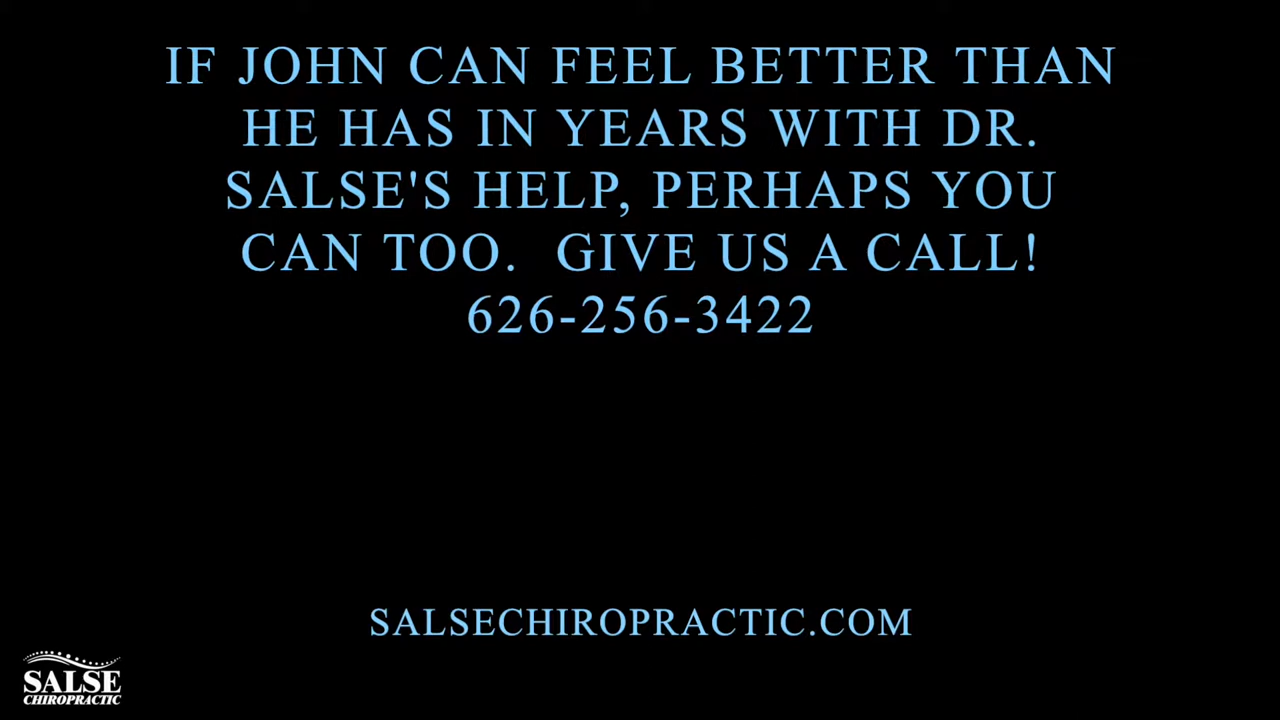 IF JOHN CAN FEEL BETTER THAN
HE HAS IN YEARS WITH DR.
SALSE'S HELP, PERHAPS YOU
CAN TOO.  GIVE US A CALL!
626-256-3422
SALSECHIROPRACTIC.COM
SALSE
CHIROPRACTIC